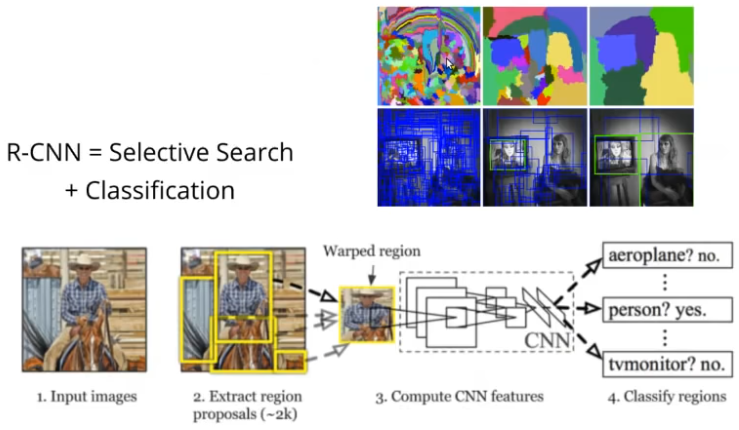 R-CNN = Selective Search
+ Classification
Warped region
aeroplane? no.
person? yes.
CNN
tvmonitor? no.
1. Input images
2. Extract region
proposals (~2k)
3. Compute CNN features
4. Classify regions